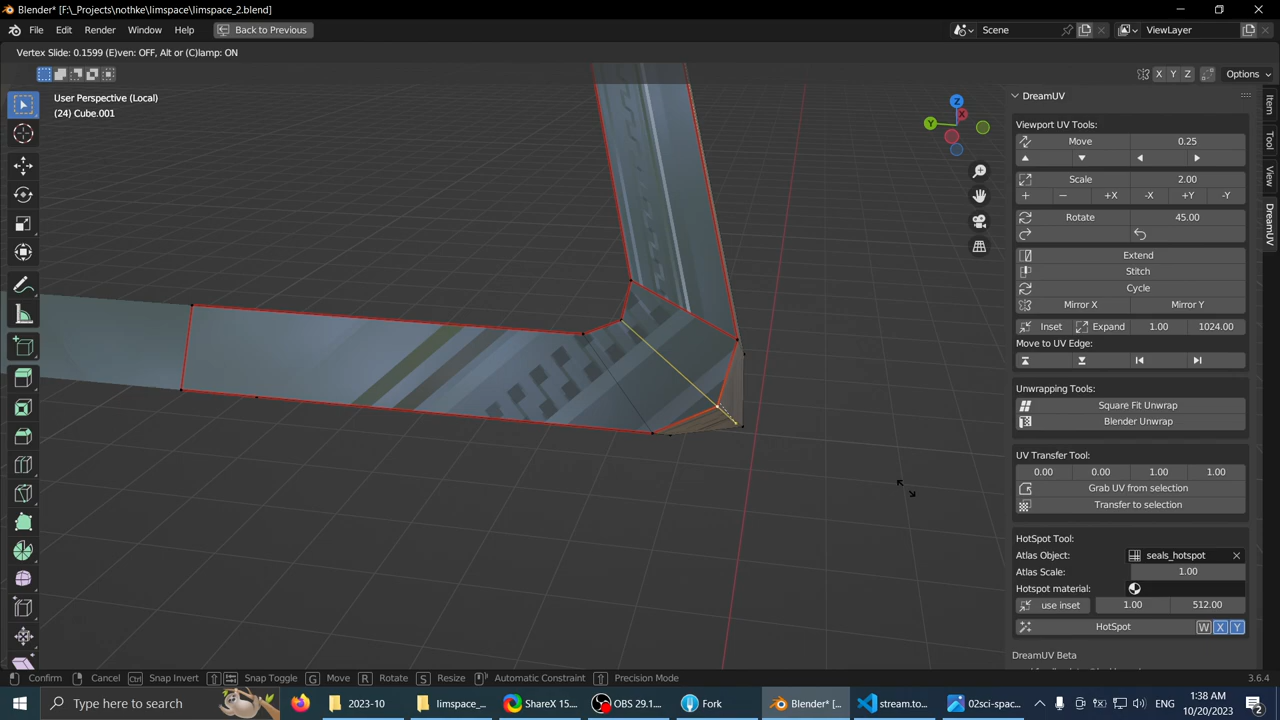 Blender* [F:\_Projects\nothke\limspace\limspace_2.blend]
File Edit Render Window Help Back to Previous Scene ViewLayer
Vertex Slide: 0.1599 (E)ven: OFF, Alt or (C)lamp: ON
X Y Z Options
User Perspective (Local)
(24) Cube.001
Z
X
Y
DreamUV
Viewport UV Tools:
Move 0.25
Scale 2.00
+X -X +Y -Y
Rotate 45.00
Extend
Stitch
Cycle
Mirror X Mirror Y
Inset Expand 1.00 1024.00
Move to UV Edge:
Unwrapping Tools:
Square Fit Unwrap
Blender Unwrap
UV Transfer Tool:
0.00 0.00 1.00 1.00
Grab UV from selection
Transfer to selection
HotSpot Tool:
Atlas Object: seals_hotspot
Atlas Scale: 1.00
Hotspot material:
use inset 1.00 512.00
HotSpot W X Y
DreamUV Beta
Item
Tool
View
DreamUV
Confirm Cancel Ctrl Snap Invert Snap Toggle G Move R Rotate Resize Automatic Constraint Precision Mode 3.6.4
Type here to search 2023-10 limspace_... ShareX 15.... OBS 29.1.... Fork Blender* [... stream.to... 02sci-spac... ENG 1:38 AM 10/20/2023 2